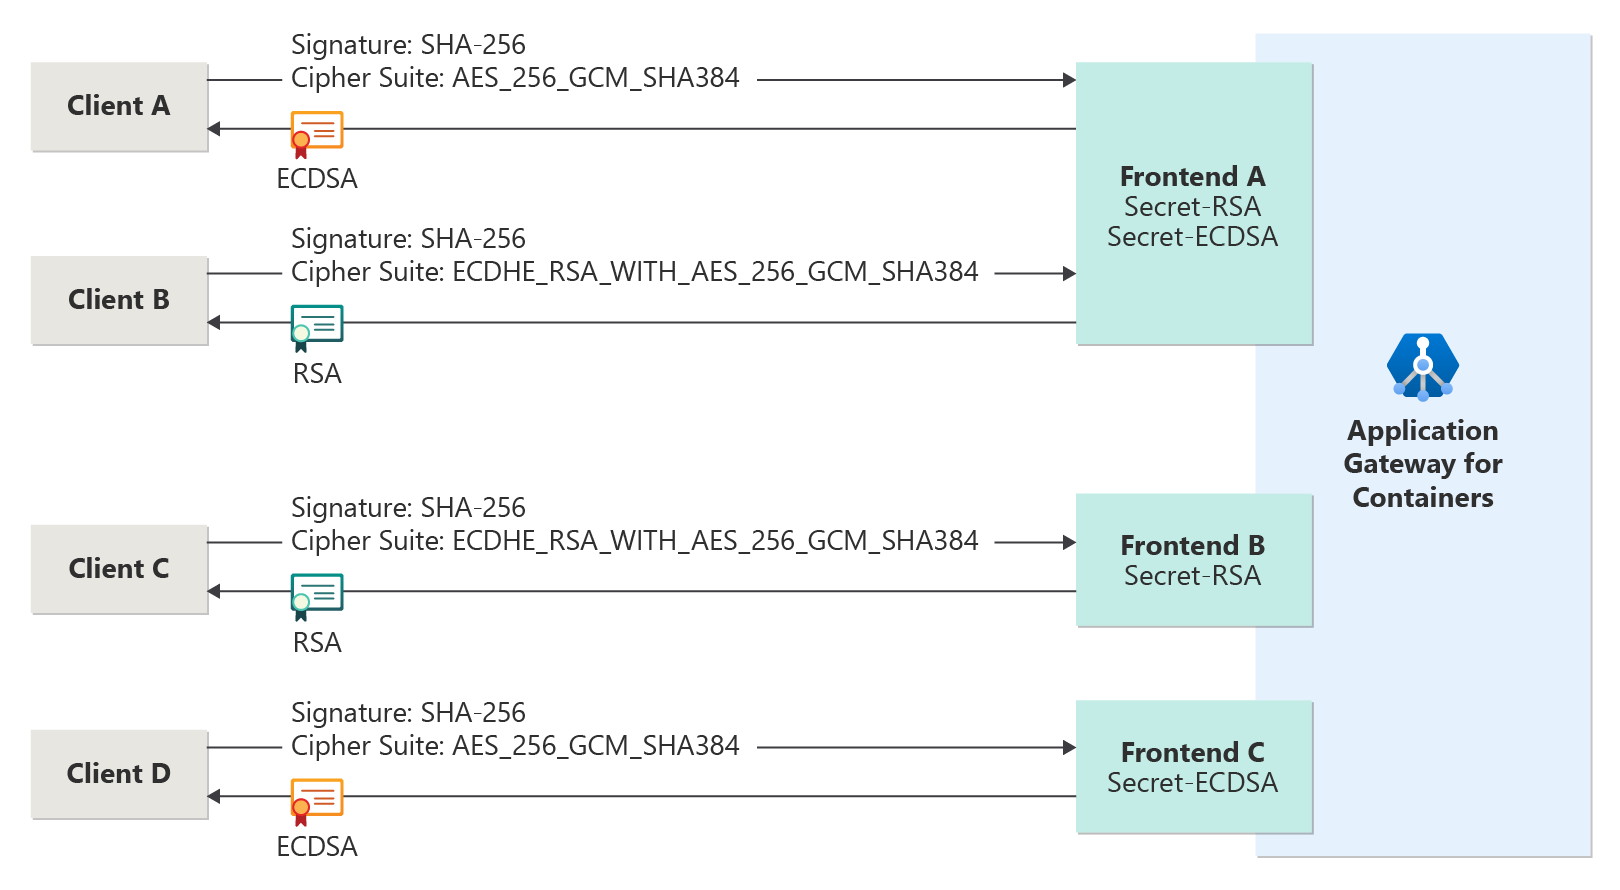 Signature: SHA-256
Cipher Suite: AES_256_GCM_SHA384
Client A
ECDSA
Signature: SHA-256
Cipher Suite: ECDHE_RSA_WITH_AES_256_GCM_SHA384
Client B
RSA
Frontend A
Secret-RSA
Secret-ECDSA
Application
Gateway for
Containers
Signature: SHA-256
Cipher Suite: ECDHE_RSA_WITH_AES_256_GCM_SHA384
Client C
RSA
Frontend B
Secret-RSA
Signature: SHA-256
Cipher Suite: AES_256_GCM_SHA384
Client D
ECDSA
Frontend C
Secret-ECDSA